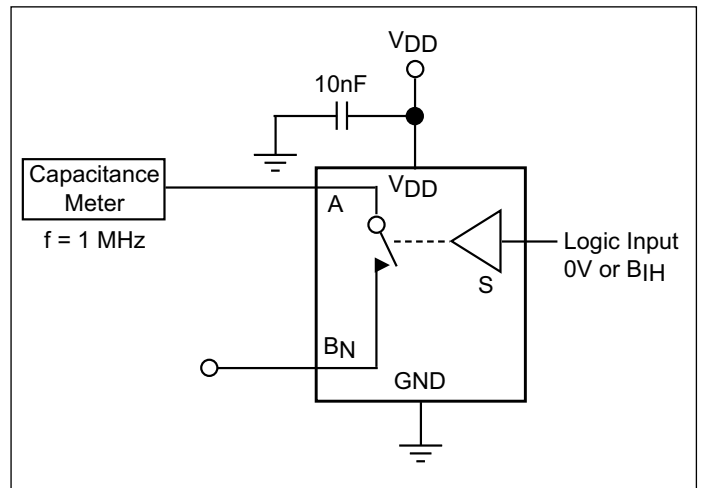 VDD
10nF
Capacitance
Meter
f = 1 MHz
VDD
A
S
Logic Input
0V or BIH
BN
GND